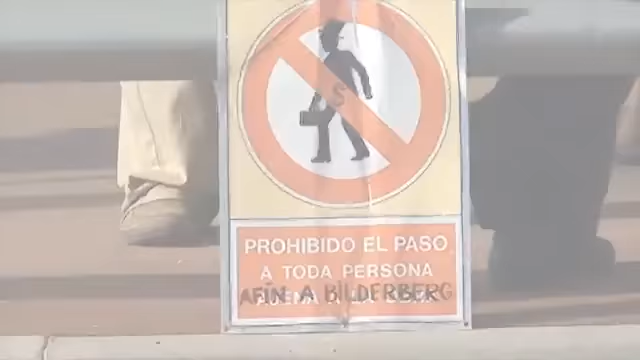 $
PROHIBIDO EL PASO
A TODA PERSONA
AFÍN A BILDERBERG